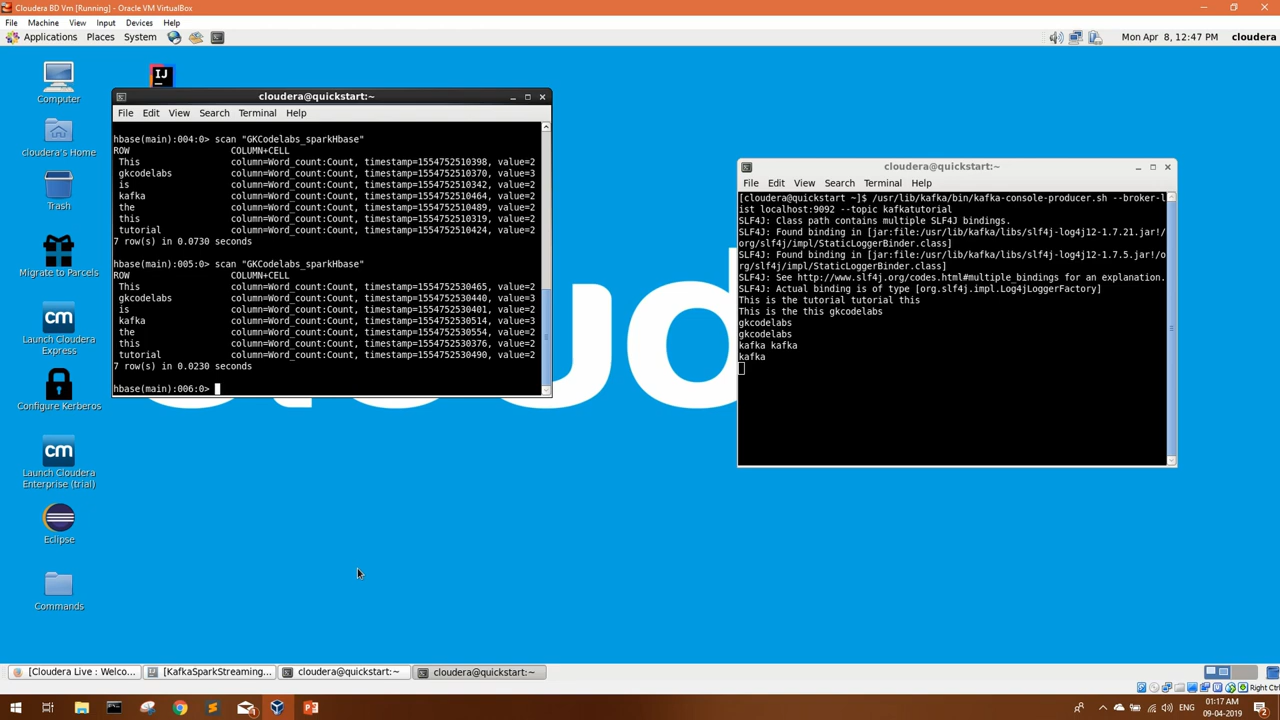 Cloudera BD Vm [Running] - Oracle VM VirtualBox
File Machine View Input Devices Help
Applications Places System
Mon Apr 8, 12:47 PM cloudera
Computer
cloudera's Home
Trash
Migrate to Parcels
cm
Launch Cloudera
Express
Configure Kerberos
cm
Launch Cloudera
Enterprise (trial)
Eclipse
Commands
IJ
cloudera@quickstart:~
File Edit View Search Terminal Help
hbase(main):004:0> scan "GKCodelabs_sparkHbase"
ROW COLUMN+CELL
This column=Word_count:Count, timestamp=1554752510398, value=2
gkcodelabs column=Word_count:Count, timestamp=1554752510370, value=3
is column=Word_count:Count, timestamp=1554752510342, value=2
kafka column=Word_count:Count, timestamp=1554752510464, value=2
the column=Word_count:Count, timestamp=1554752510489, value=2
this column=Word_count:Count, timestamp=1554752510319, value=2
tutorial column=Word_count:Count, timestamp=1554752510424, value=2
7 row(s) in 0.0730 seconds
hbase(main):005:0> scan "GKCodelabs_sparkHbase"
ROW COLUMN+CELL
This column=Word_count:Count, timestamp=1554752530465, value=2
gkcodelabs column=Word_count:Count, timestamp=1554752530440, value=3
is column=Word_count:Count, timestamp=1554752530401, value=2
kafka column=Word_count:Count, timestamp=1554752530514, value=3
the column=Word_count:Count, timestamp=1554752530554, value=2
this column=Word_count:Count, timestamp=1554752530376, value=2
tutorial column=Word_count:Count, timestamp=1554752530490, value=2
7 row(s) in 0.0230 seconds
hbase(main):006:0>
cloudera@quickstart:~
File Edit View Search Terminal Help
[cloudera@quickstart ~]$ /usr/lib/kafka/bin/kafka-console-producer.sh --broker-l
ist localhost:9092 --topic kafkatutorial
SLF4J: Class path contains multiple SLF4J bindings.
SLF4J: Found binding in [jar:file:/usr/lib/kafka/libs/slf4j-log4j12-1.7.21.jar!/
org/slf4j/impl/StaticLoggerBinder.class]
SLF4J: Found binding in [jar:file:/usr/lib/kafka/libs/slf4j-log4j12-1.7.5.jar!/o
rg/slf4j/impl/StaticLoggerBinder.class]
SLF4J: See http://www.slf4j.org/codes.html#multiple_bindings for an explanation.
SLF4J: Actual binding is of type [org.slf4j.impl.Log4jLoggerFactory]
This is the tutorial tutorial this
This is the this gkcodelabs
gkcodelabs
gkcodelabs
kafka kafka
kafka
[Cloudera Live : Welco... [KafkaSparkStreaming... cloudera@quickstart:~ cloudera@quickstart:~
Right Ctrl
ENG
01:17 AM
09-04-2019